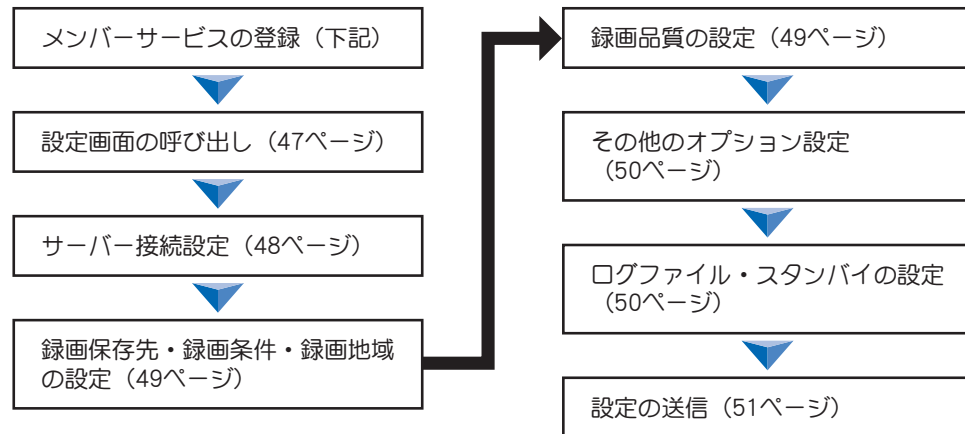 メンバーサービスの登録（下記）
設定画面の呼び出し（47ページ）
サーバー接続設定（48ページ）
録画保存先・録画条件・録画地域
の設定（49ページ）
録画品質の設定（49ページ）
その他のオプション設定
（50ページ）
ログファイル・スタンバイの設定
（50ページ）
設定の送信（51ページ）